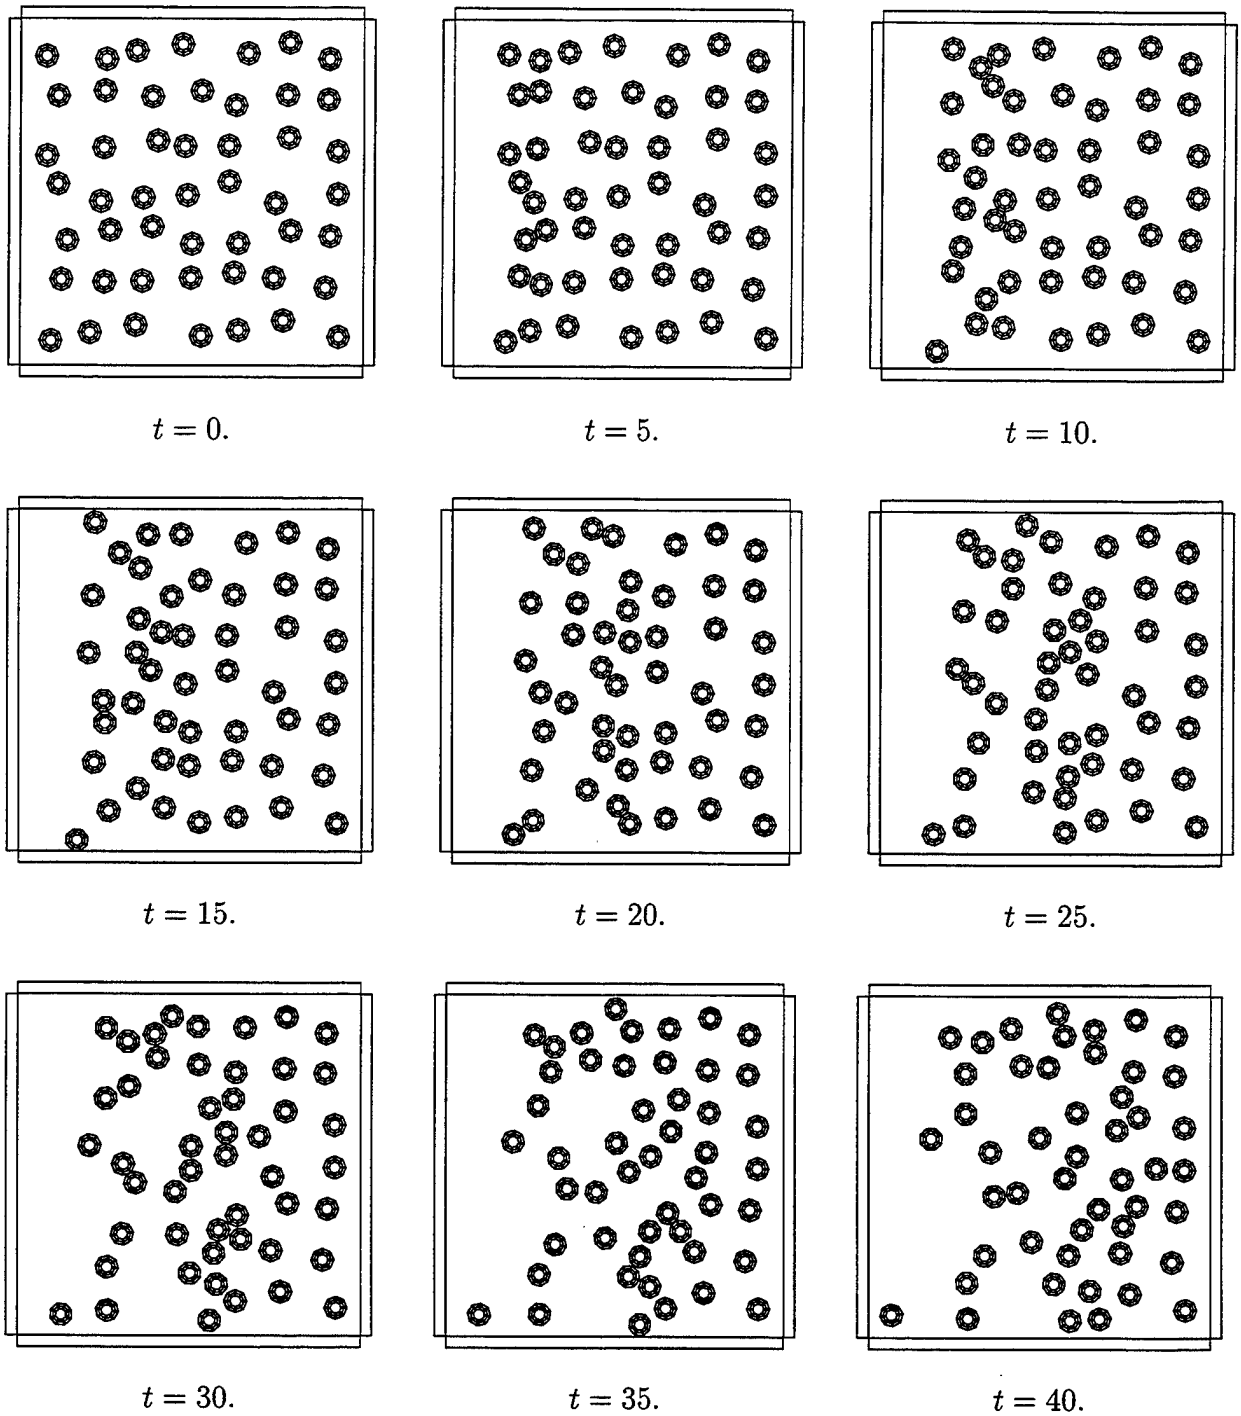 t = 0.
t = 5.
t = 10.
t = 15.
t = 20.
t = 25.
t = 30.
t = 35.
t = 40.